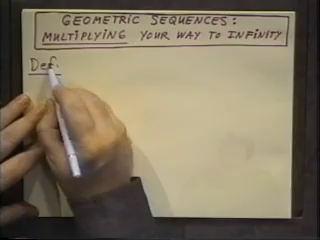 GEOMETRIC SEQUENCES:
MULTIPLYING YOUR WAY TO INFINITY
Def.